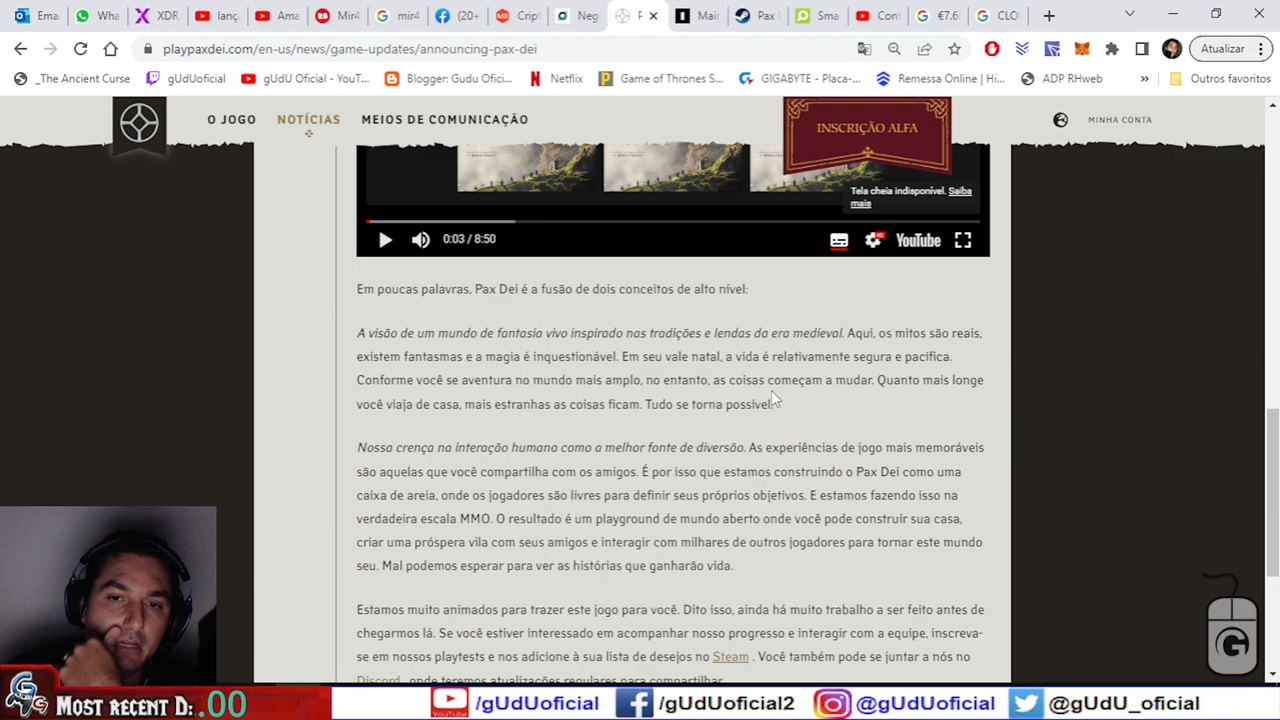 Ema
Wha
XDR
lança
Ama
Mir4
mir4
(20+
Cript
Neg
P
Mair
Pax D
Sma
Cont
€7.6
CLO
playpaxdei.com/en-us/news/game-updates/announcing-pax-dei
Atualizar
_The Ancient Curse
gUdUoficial
gUdU Oficial - YouT...
Blogger: Gudu Ofici...
Netflix
Game of Thrones S...
GIGABYTE - Placa-...
Remessa Online | Hi...
ADP RHweb
»
Outros favoritos
O JOGO
NOTÍCIAS
MEIOS DE COMUNICAÇÃO
INSCRIÇÃO ALFA
MINHA CONTA
Tela cheia indisponível. Saiba
mais
0:03 / 8:50
HD
YouTube
Em poucas palavras, Pax Dei é a fusão de dois conceitos de alto nível:
A visão de um mundo de fantasia vivo inspirado nas tradições e lendas da era medieval. Aqui, os mitos são reais,
existem fantasmas e a magia é inquestionável. Em seu vale natal, a vida é relativamente segura e pacífica.
Conforme você se aventura no mundo mais amplo, no entanto, as coisas começam a mudar. Quanto mais longe
você viaja de casa, mais estranhas as coisas ficam. Tudo se torna possível.
Nossa crença na interação humana como a melhor fonte de diversão. As experiências de jogo mais memoráveis
são aquelas que você compartilha com os amigos. É por isso que estamos construindo o Pax Dei como uma
caixa de areia, onde os jogadores são livres para definir seus próprios objetivos. E estamos fazendo isso na
verdadeira escala MMO. O resultado é um playground de mundo aberto onde você pode construir sua casa,
criar uma próspera vila com seus amigos e interagir com milhares de outros jogadores para tornar este mundo
seu. Mal podemos esperar para ver as histórias que ganharão vida.
Estamos muito animados para trazer este jogo para você. Dito isso, ainda há muito trabalho a ser feito antes de
chegarmos lá. Se você estiver interessado em acompanhar nosso progresso e interagir com a equipe, inscreva-
se em nossos playtests e nos adicione à sua lista de desejos no Steam . Você também pode se juntar a nós no
Discord , onde teremos atualizações regulares para compartilhar.
G
MOST RECENT D: .00
YouTube
/gUdUoficial
/gUdUoficial2
@gUdUoficial
@gUdU_oficial